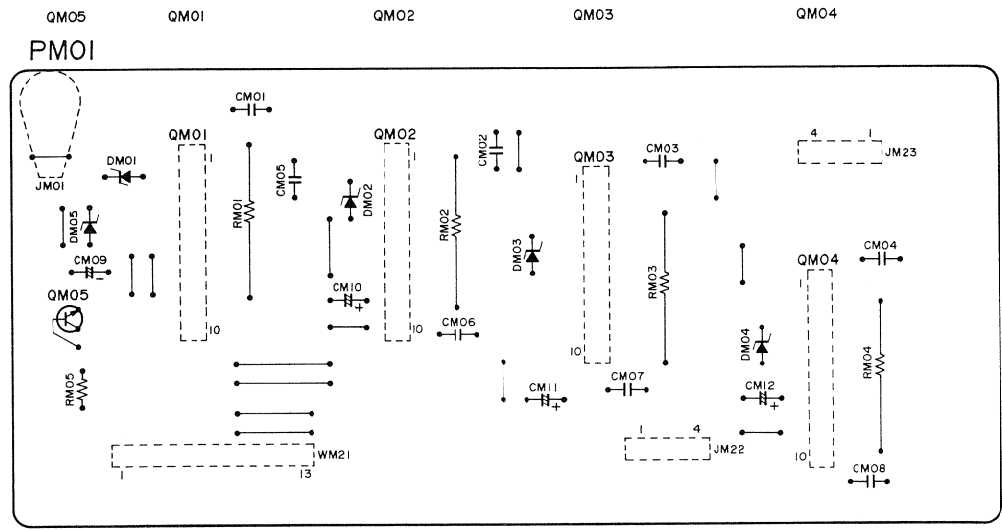 QM05 QM01 QM02 QM03 QM04
PM01
CM01
QM01 QM02 CM02 QM03 CM03 4 1
JM23
1 1 1
DM01
JM01
CM05 DM02
DM05 RM01 RM02 DM03
CM09 CM04
QM04
RM03
1
CM10
QM05
10 10 CM06
DM04 RM04
10
RM05 CM07 CM11 CM12
1 4
WM21 JM22
1 13 10
CM08